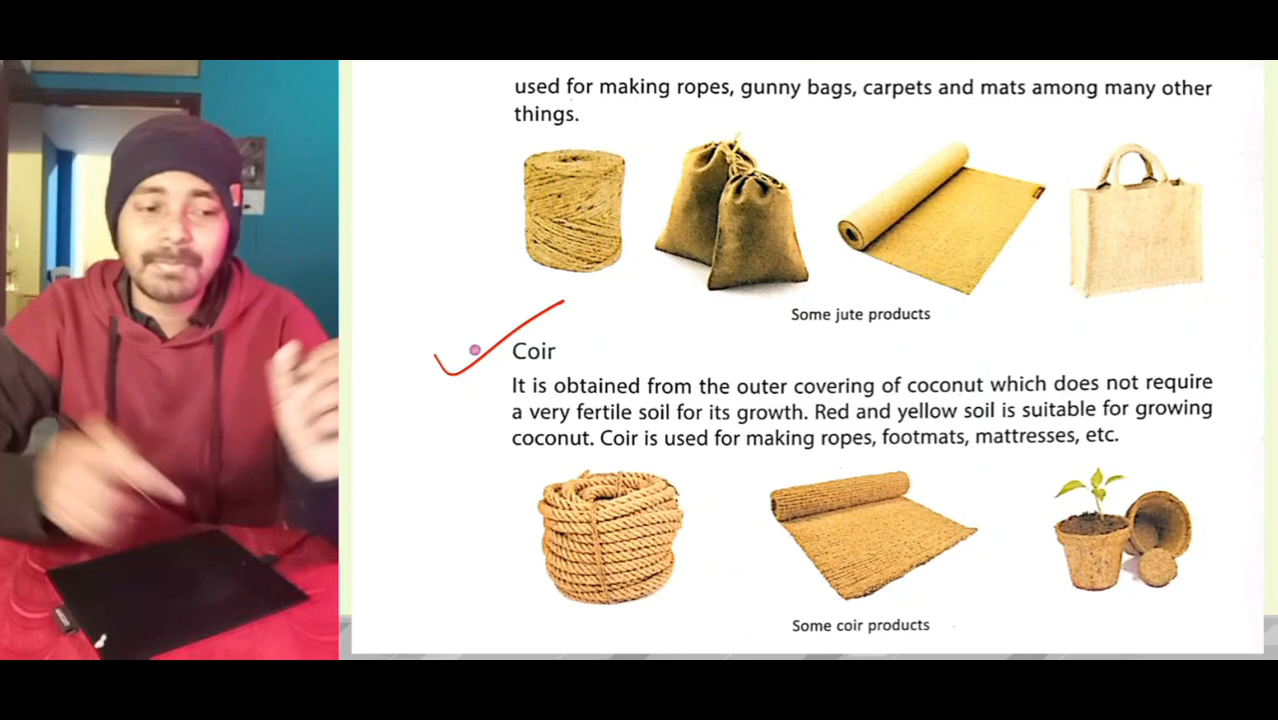 used for making ropes, gunny bags, carpets and mats among many other
things.
Some jute products
Coir
It is obtained from the outer covering of coconut which does not require
a very fertile soil for its growth. Red and yellow soil is suitable for growing
coconut. Coir is used for making ropes, footmats, mattresses, etc.
Some coir products